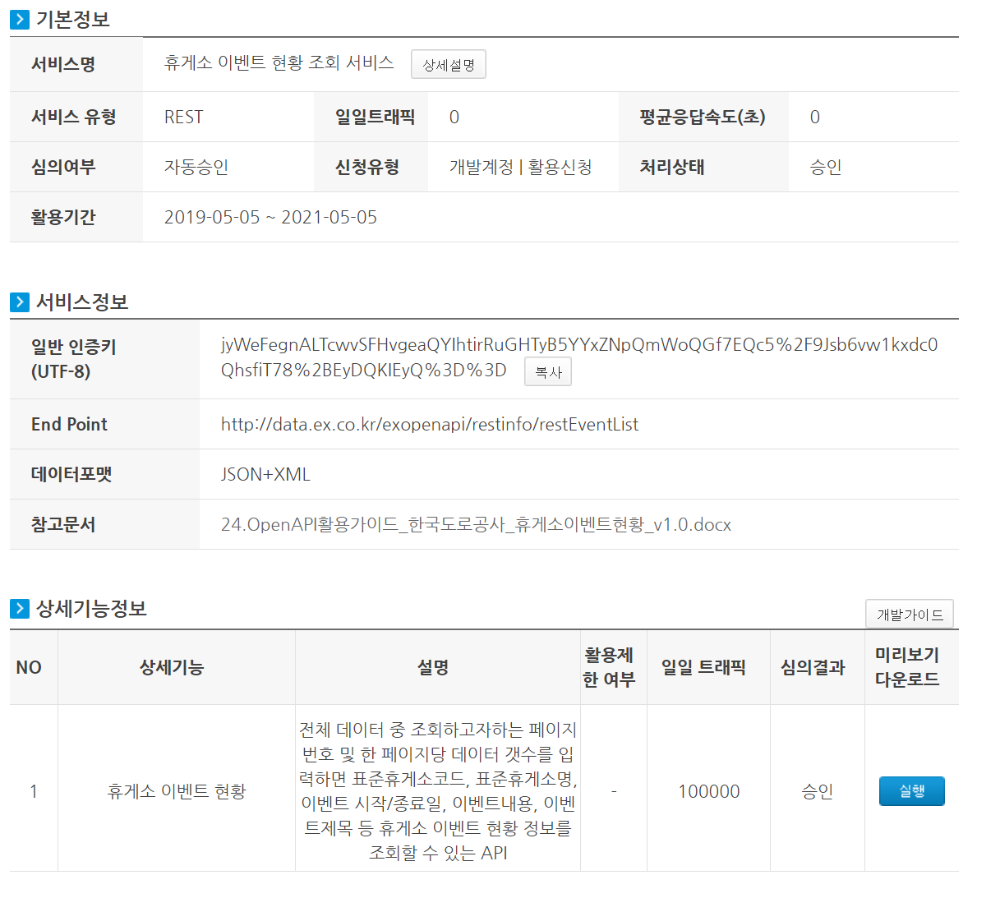 기본정보
서비스명 휴게소 이벤트 현황 조회 서비스 상세설명
서비스 유형 REST 일일트래픽 0 평균응답속도(초) 0
심의여부 자동승인 신청유형 개발계정 | 활용신청 처리상태 승인
활용기간 2019-05-05 ~ 2021-05-05
서비스정보
일반 인증키
(UTF-8)
jyWeFegnALTcwvSFHvgeaQYIhtirRuGHTyB5YYxZNpQmWoQGf7EQc5%2F9Jsb6vw1kxdc0
QhsfiT78%2BEyDQKIEyQ%3D%3D 복사
End Point http://data.ex.co.kr/exopenapi/restinfo/restEventList
데이터포맷 JSON+XML
참고문서 24.OpenAPI활용가이드_한국도로공사_휴게소이벤트현황_v1.0.docx
상세기능정보 개발가이드
NO 상세기능 설명
활용제
한 여부
일일 트래픽 심의결과
미리보기
다운로드
1 휴게소 이벤트 현황
전체 데이터 중 조회하고자하는 페이지
번호 및 한 페이지당 데이터 갯수를 입
력하면 표준휴게소코드, 표준휴게소명,
이벤트 시작/종료일, 이벤트내용, 이벤
트제목 등 휴게소 이벤트 현황 정보를
조회할 수 있는 API
- 100000 승인 실행